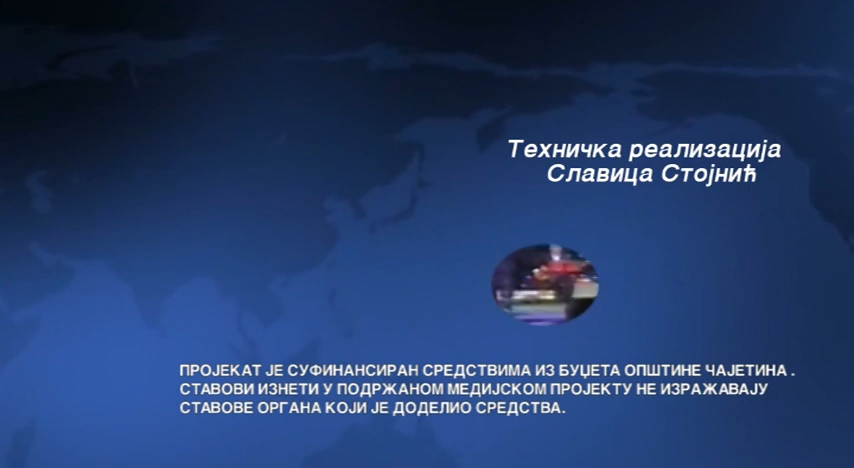 Техничка реализација
Славица Стојнић
ПРОЈЕКАТ ЈЕ СУФИНАНСИРАН СРЕДСТВИМА ИЗ БУЏЕТА ОПШТИНЕ ЧАЈЕТИНА .
СТАВОВИ ИЗНЕТИ У ПОДРЖАНОМ МЕДИЈСКОМ ПРОЈЕКТУ НЕ ИЗРАЖАВАЈУ
СТАВОВЕ ОРГАНА КОЈИ ЈЕ ДОДЕЛИО СРЕДСТВА.